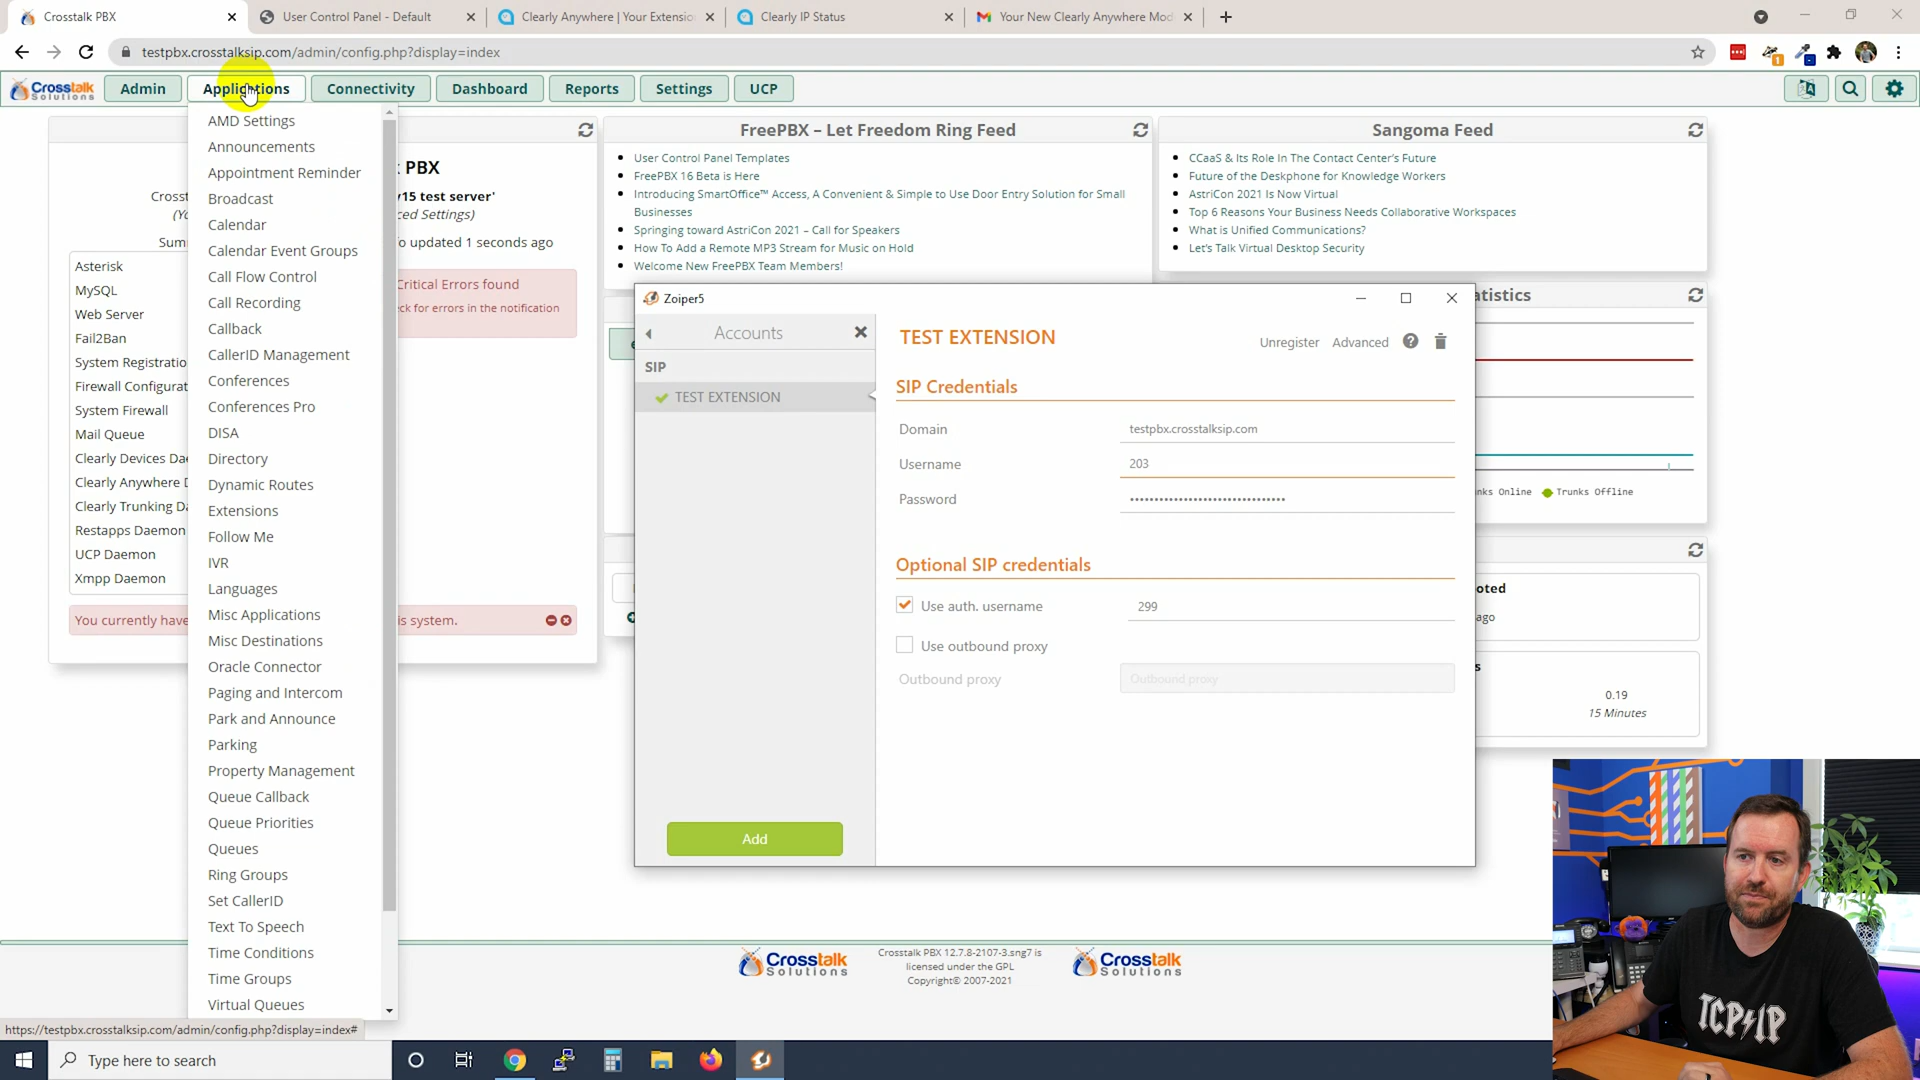 Crosstalk PBX
User Control Panel - Default
Clearly Anywhere | Your Extensio
Clearly IP Status
Your New Clearly Anywhere Mod
testpbx.crosstalksip.com/admin/config.php?display=index
Crosstalk
Solutions
Admin
Applications
Connectivity
Dashboard
Reports
Settings
UCP
AMD Settings
Announcements
Appointment Reminder
Broadcast
Calendar
Calendar Event Groups
Call Flow Control
Call Recording
Callback
CallerID Management
Conferences
Conferences Pro
DISA
Directory
Dynamic Routes
Extensions
Follow Me
IVR
Languages
Misc Applications
Misc Destinations
Oracle Connector
Paging and Intercom
Park and Announce
Parking
Property Management
Queue Callback
Queue Priorities
Queues
Ring Groups
Set CallerID
Text To Speech
Time Conditions
Time Groups
Virtual Queues
PBX
15 test server'
ced Settings)
o updated 1 seconds ago
Critical Errors found
ck for errors in the notification
Asterisk
MySQL
Web Server
Fail2Ban
System Registratio
Firewall Configurat
System Firewall
Mail Queue
Clearly Devices Dae
Clearly Anywhere D
Clearly Trunking Da
Restapps Daemon
UCP Daemon
Xmpp Daemon
You currently have
is system.
FreePBX – Let Freedom Ring Feed
User Control Panel Templates
FreePBX 16 Beta is Here
Introducing SmartOffice™ Access, A Convenient & Simple to Use Door Entry Solution for Small
Businesses
Springing toward AstriCon 2021 – Call for Speakers
How To Add a Remote MP3 Stream for Music on Hold
Welcome New FreePBX Team Members!
Sangoma Feed
CCaaS & Its Role In The Contact Center's Future
Future of the Deskphone for Knowledge Workers
AstriCon 2021 Is Now Virtual
Top 6 Reasons Your Business Needs Collaborative Workspaces
What is Unified Communications?
Let's Talk Virtual Desktop Security
atistics
nks Online
Trunks Offline
oted
ago
s
0.19
15 Minutes
Zoiper5
Accounts
SIP
TEST EXTENSION
Add
TEST EXTENSION
Unregister
Advanced
SIP Credentials
Domain
testpbx.crosstalksip.com
Username
203
Password
Optional SIP credentials
Use auth. username
299
Use outbound proxy
Outbound proxy
Outbound proxy
Crosstalk
Solutions
Crosstalk PBX 12.7.8-2107-3.sng7 is
licensed under the GPL
Copyright© 2007-2021
Crosstalk
Solutions
https://testpbx.crosstalksip.com/admin/config.php?display=index#
Type here to search
TCP IP